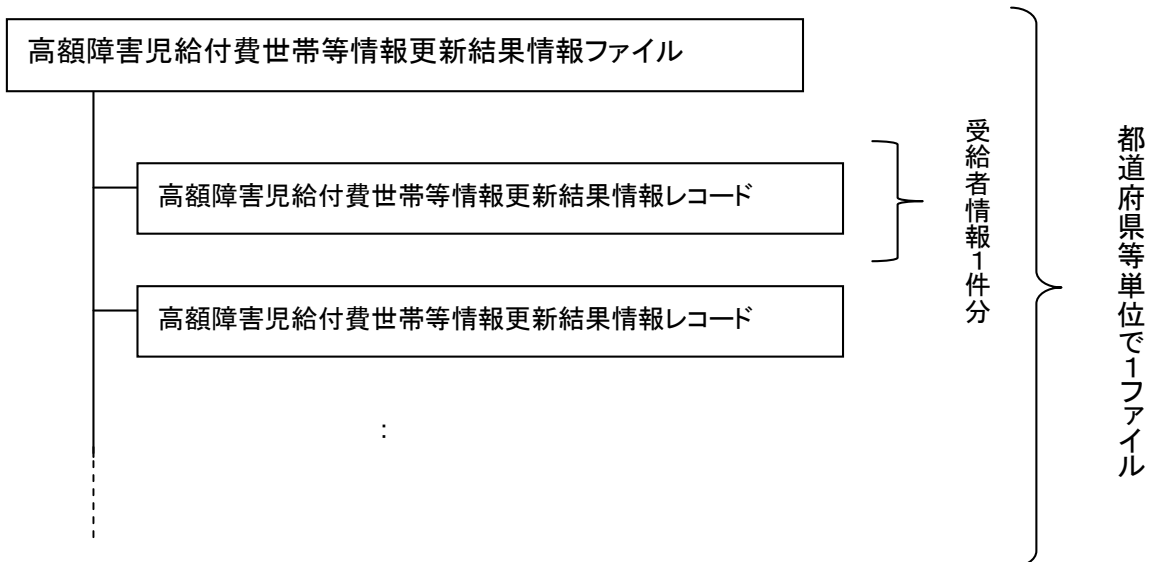 高額障害児給付費世帯等情報更新結果情報ファイル
高額障害児給付費世帯等情報更新結果情報レコード
高額障害児給付費世帯等情報更新結果情報レコード
:
受給者情報1件分
都道府県等単位で1ファイル